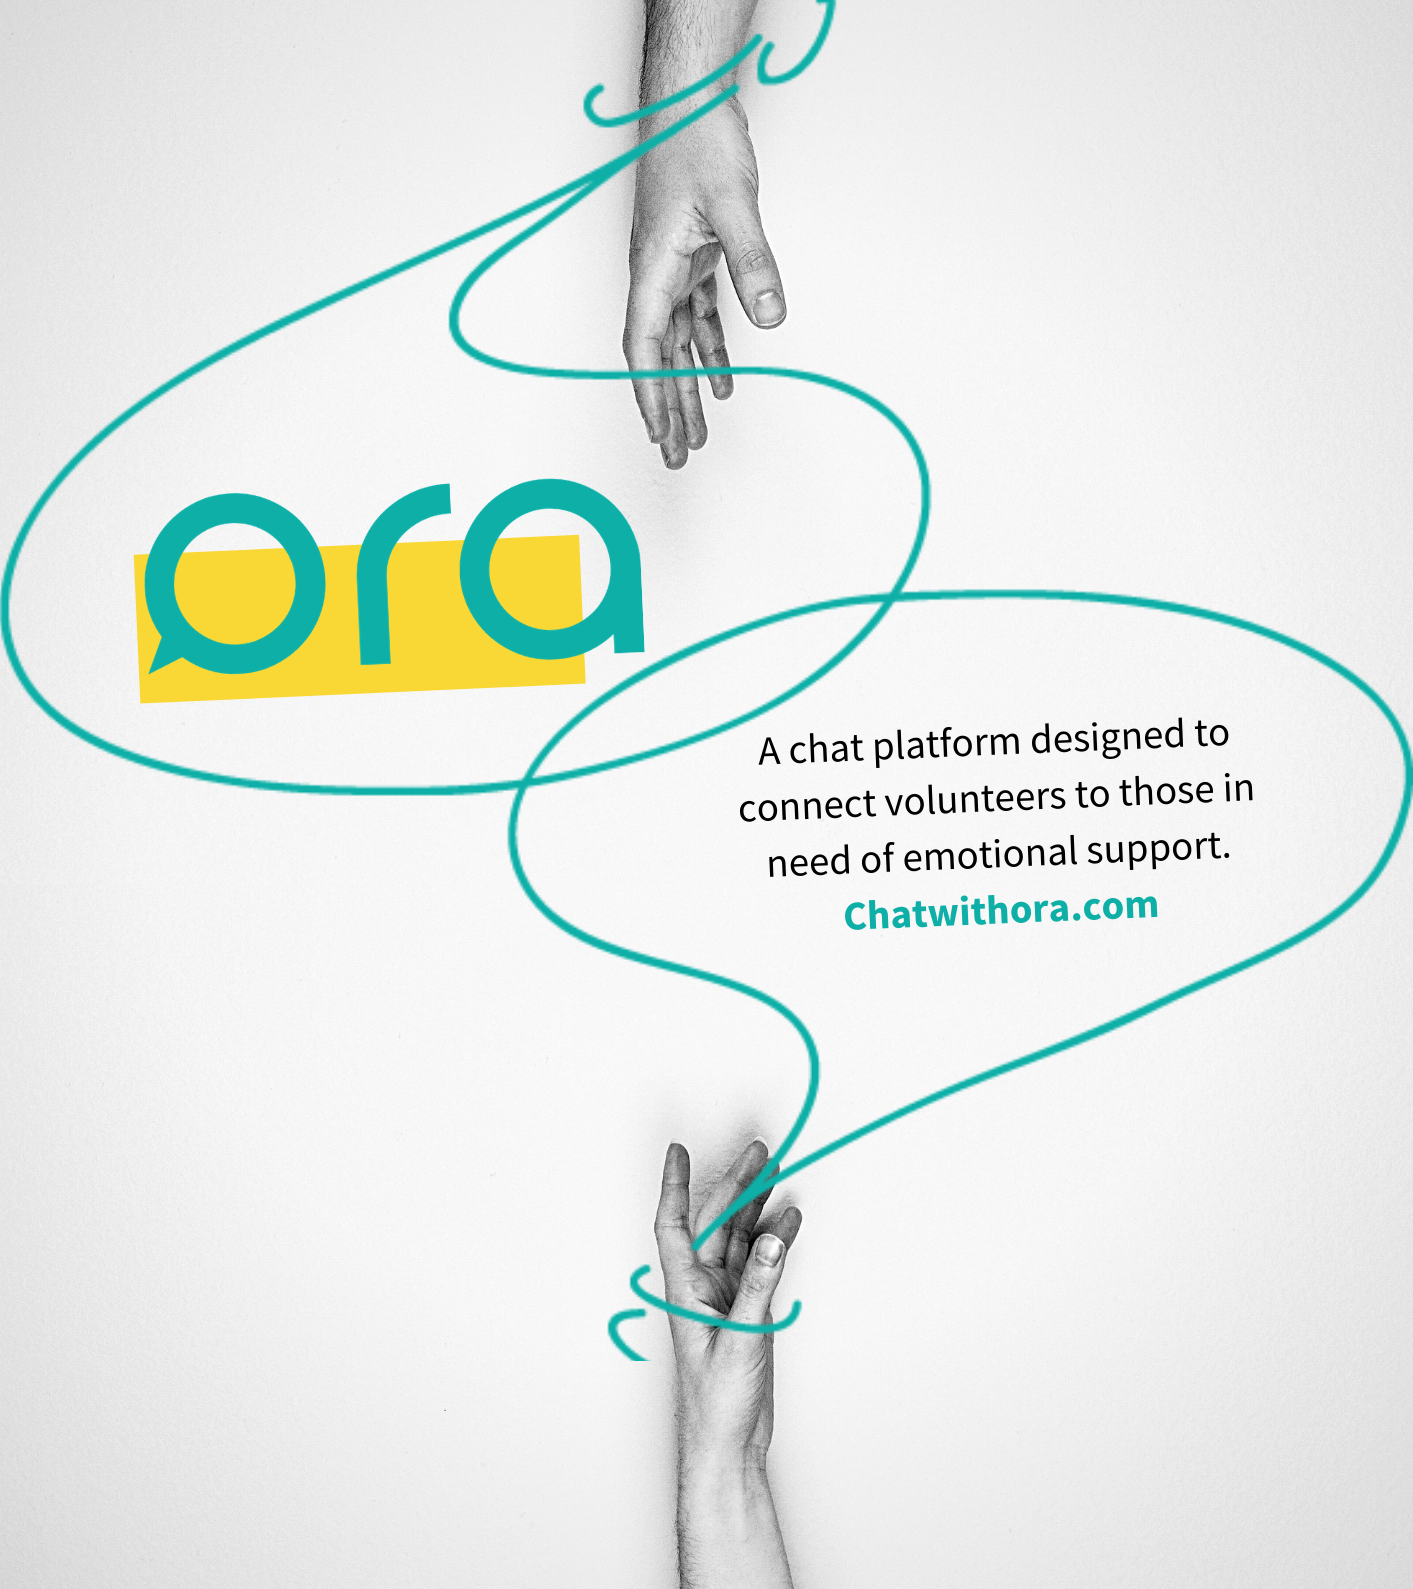 ora
A chat platform designed to
connect volunteers to those in
need of emotional support.
Chatwithora.com